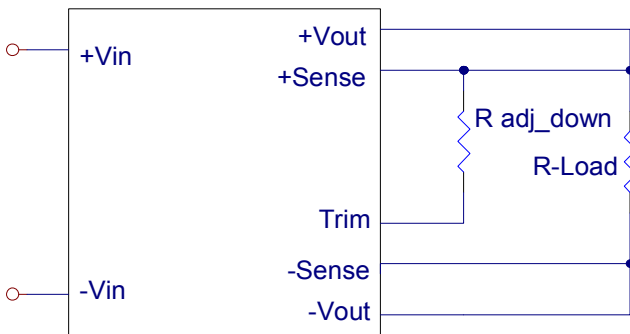 +Vout
+Vin
+Sense
R adj_down
R-Load
Trim
-Sense
-Vin
-Vout